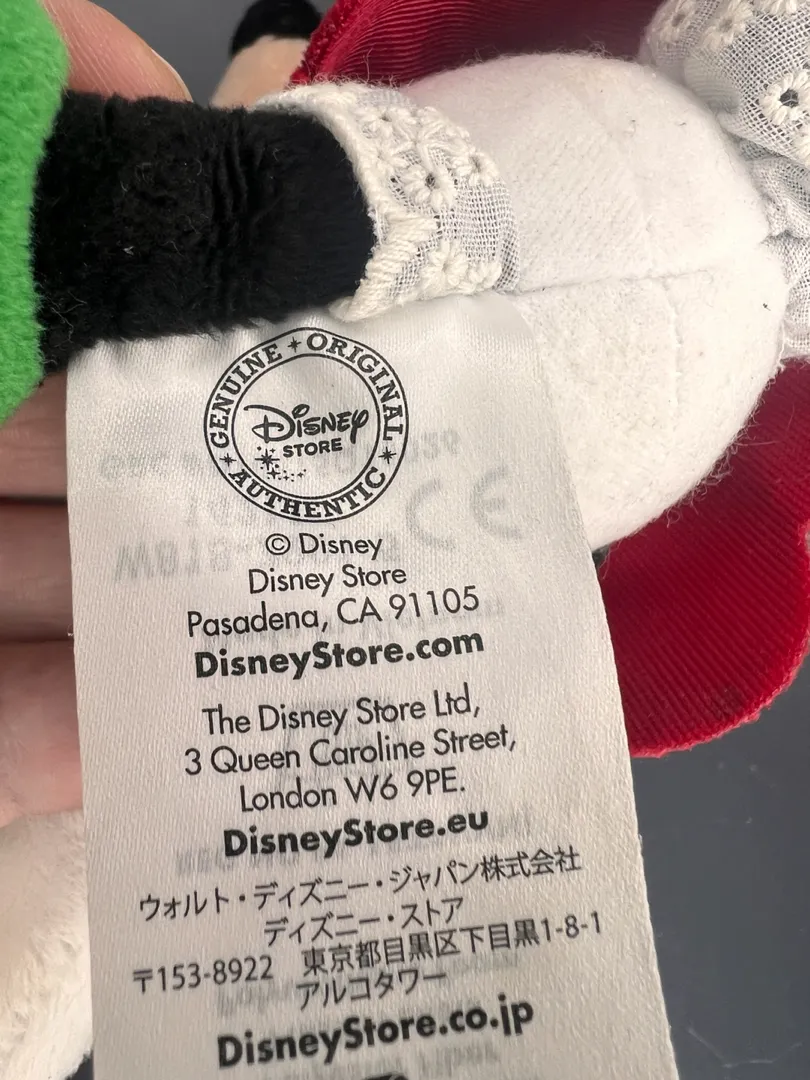 GENUINE ORIGINAL
Disney
STORE
AUTHENTIC
© Disney
Disney Store
Pasadena, CA 91105
DisneyStore.com
The Disney Store Ltd,
3 Queen Caroline Street,
London W6 9PE.
DisneyStore.eu
ウォルト・ディズニー・ジャパン株式会社
ディズニー・ストア
〒153-8922 東京都目黒区下目黒1-8-1
アルコタワー
DisneyStore.co.jp